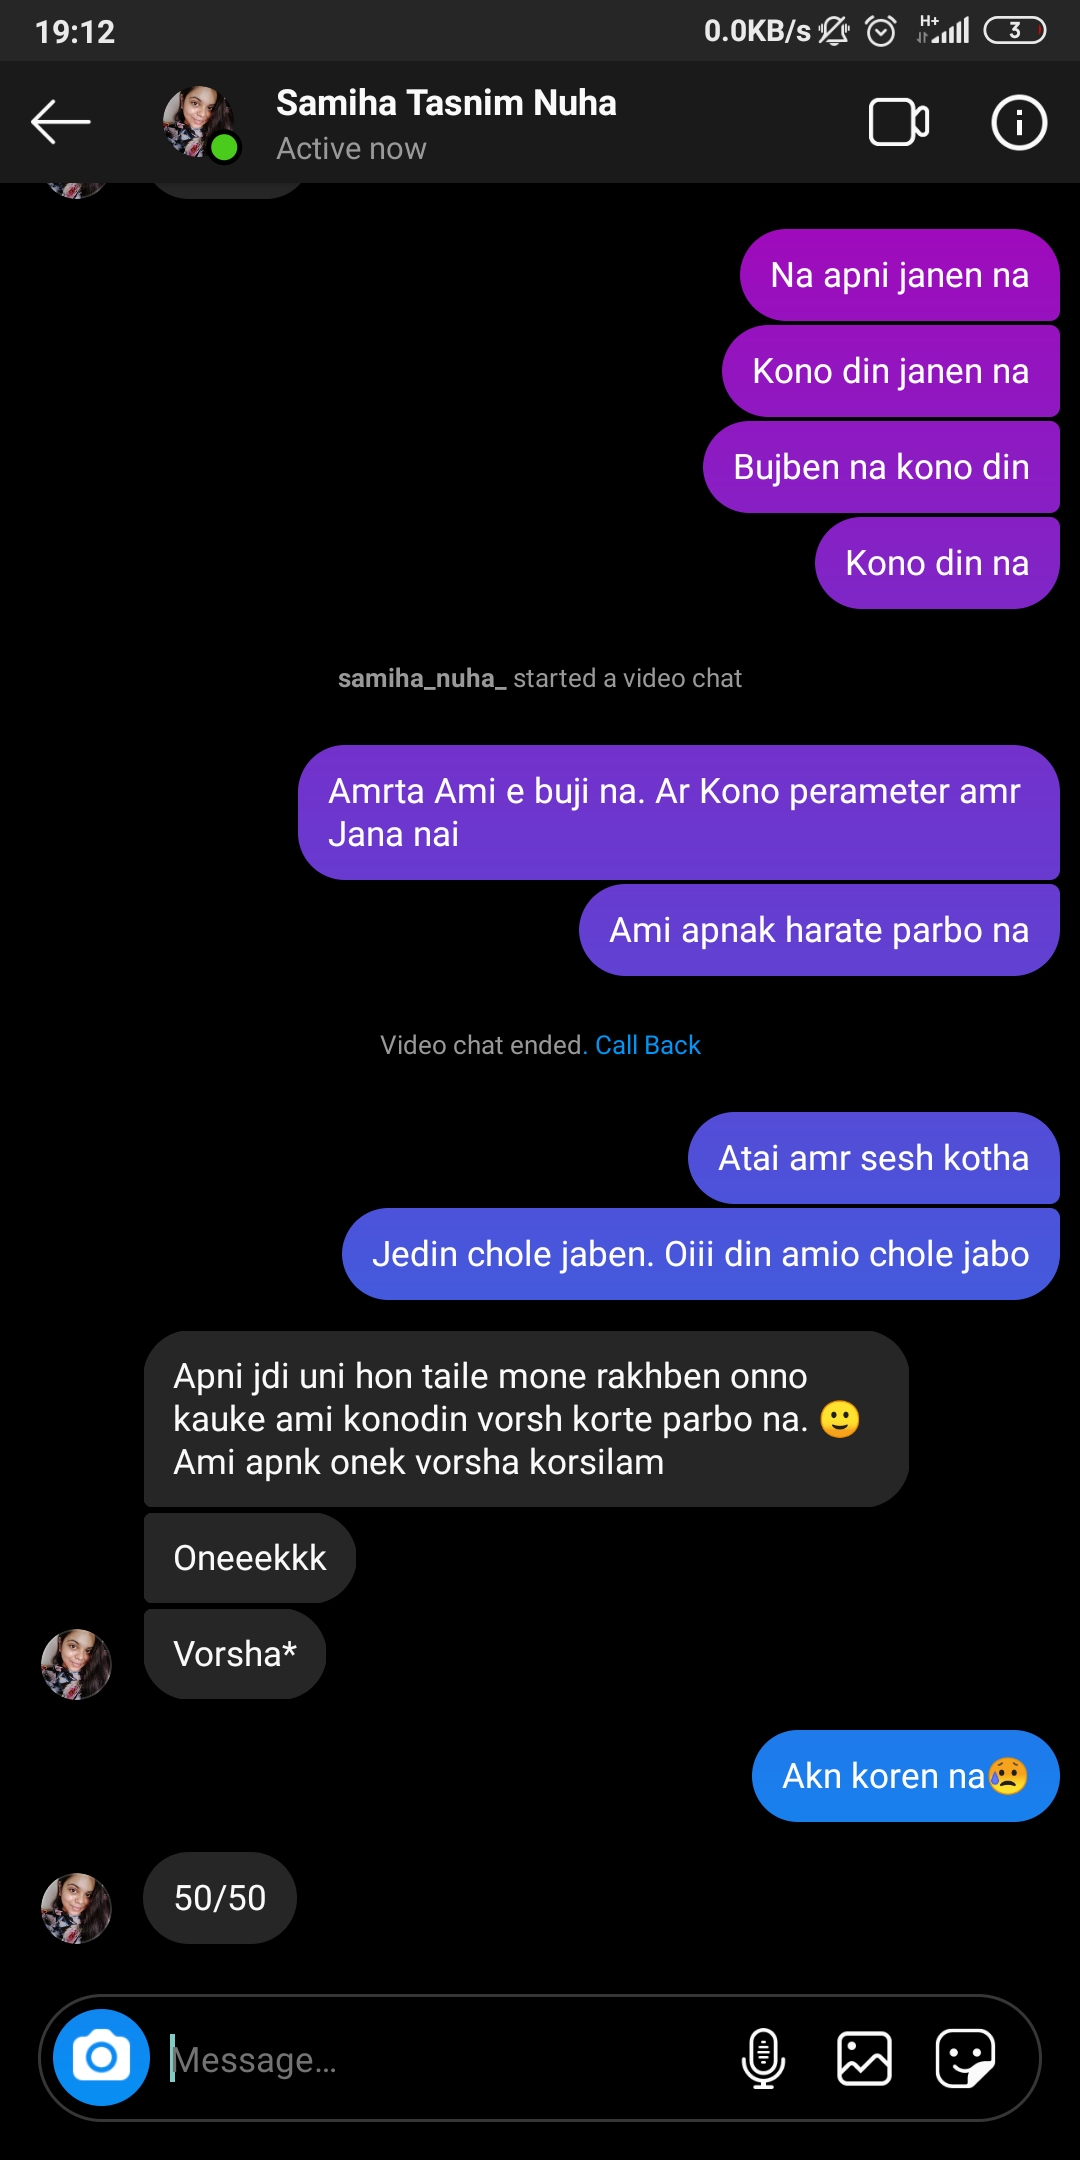 19:12
0.0KB/s
H+
3
Samiha Tasnim Nuha
Active now
Na apni janen na
Kono din janen na
Bujben na kono din
Kono din na
samiha_nuha_ started a video chat
Amrta Ami e buji na. Ar Kono perameter amr
Jana nai
Ami apnak harate parbo na
Video chat ended. Call Back
Atai amr sesh kotha
Jedin chole jaben. Oiii din amio chole jabo
Apni jdi uni hon taile mone rakhben onno
kauke ami konodin vorsh korte parbo na. 🙂
Ami apnk onek vorsha korsilam
Oneeekkk
Vorsha*
Akn koren na😥
50/50
Message...